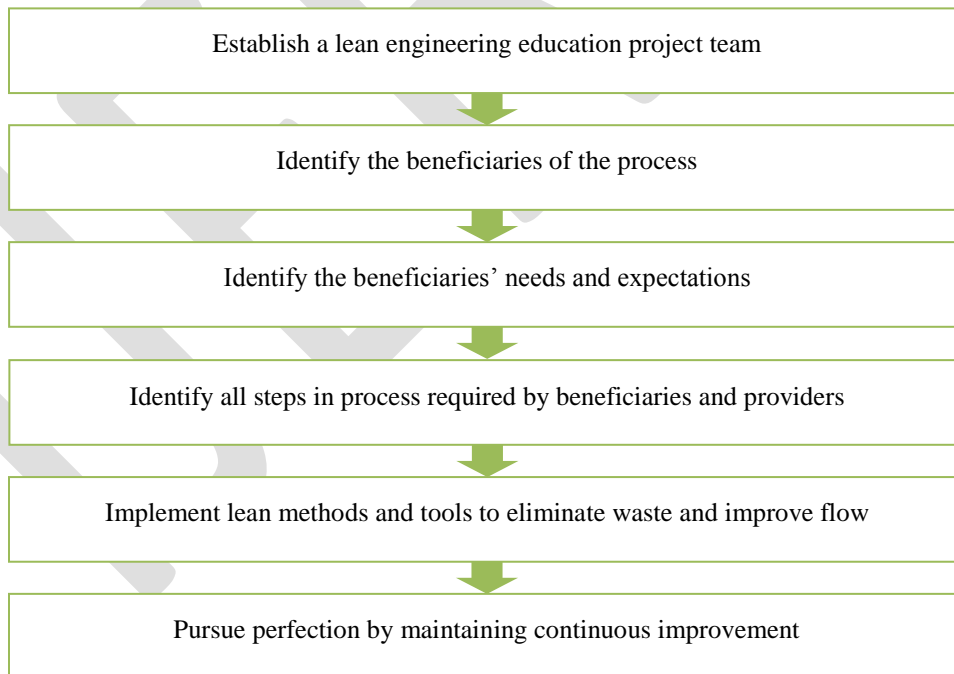 Establish a lean engineering education project team
Identify the beneficiaries of the process
Identify the beneficiaries’ needs and expectations
Identify all steps in process required by beneficiaries and providers
Implement lean methods and tools to eliminate waste and improve flow
Pursue perfection by maintaining continuous improvement